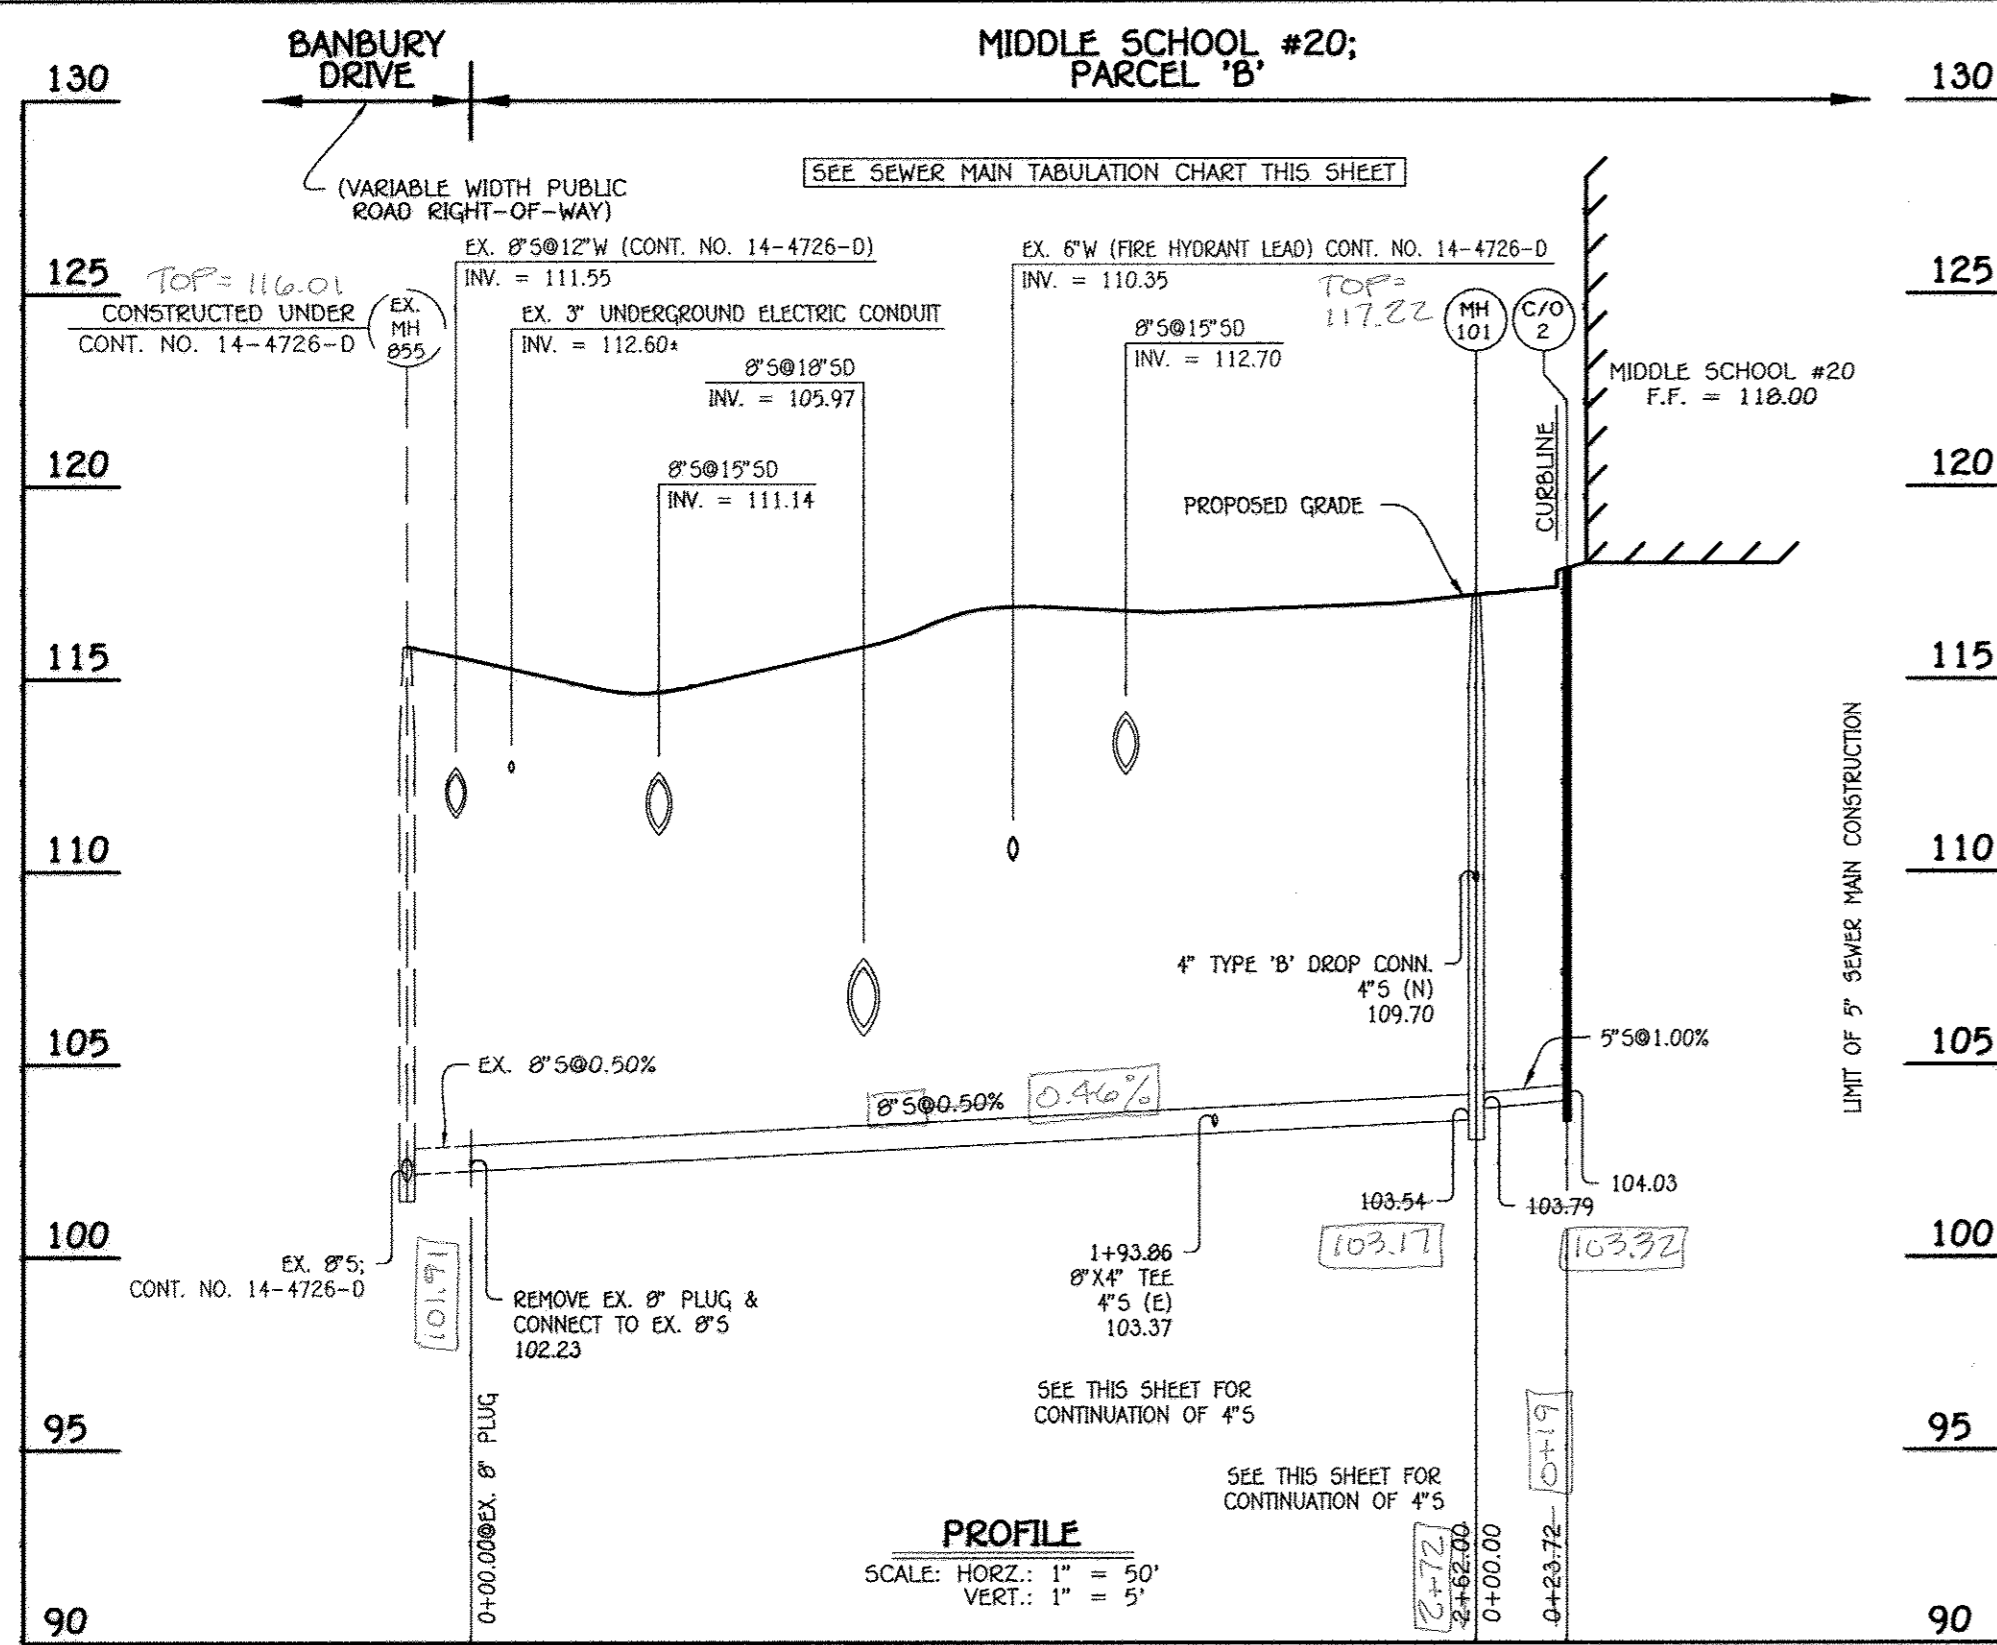 BANBURY
DRIVE
MIDDLE SCHOOL #20;
PARCEL 'B'
130
130
(VARIABLE WIDTH PUBLIC
ROAD RIGHT-OF-WAY)
SEE SEWER MAIN TABULATION CHART THIS SHEET
EX. 8"S@12"W (CONT. NO. 14-4726-D)
INV. = 111.55
EX. 6"W (FIRE HYDRANT LEAD) CONT. NO. 14-4726-D
INV. = 110.35
125
125
TOP= 116.01
CONSTRUCTED UNDER
CONT. NO. 14-4726-D
EX.
MH
855
EX. 3" UNDERGROUND ELECTRIC CONDUIT
INV. = 112.60±
TOP=
117.22
MH
101
C/O
2
8"S@15"SD
INV. = 112.70
8"S@18"SD
INV. = 105.97
MIDDLE SCHOOL #20
F.F. = 118.00
CURBLINE
120
120
8"S@15"SD
INV. = 111.14
PROPOSED GRADE
115
115
LIMIT OF 5" SEWER MAIN CONSTRUCTION
110
110
4" TYPE 'B' DROP CONN.
4"S (N)
109.70
105
105
5"S@1.00%
EX. 8"S@0.50%
8"S@0.50%
0.46%
103.54
103.79
104.03
103.17
103.32
100
100
EX. 8"S;
CONT. NO. 14-4726-D
101.91
REMOVE EX. 8" PLUG &
CONNECT TO EX. 8"S
102.23
1+93.86
8"X4" TEE
4"S (E)
103.37
SEE THIS SHEET FOR
CONTINUATION OF 4"S
95
95
0+00.00@EX. 8" PLUG
SEE THIS SHEET FOR
CONTINUATION OF 4"S
PROFILE
SCALE: HORZ.: 1" = 50'
VERT.: 1" = 5'
2+72
2+62.00
0+00.00
0+19
0+23.72
90
90